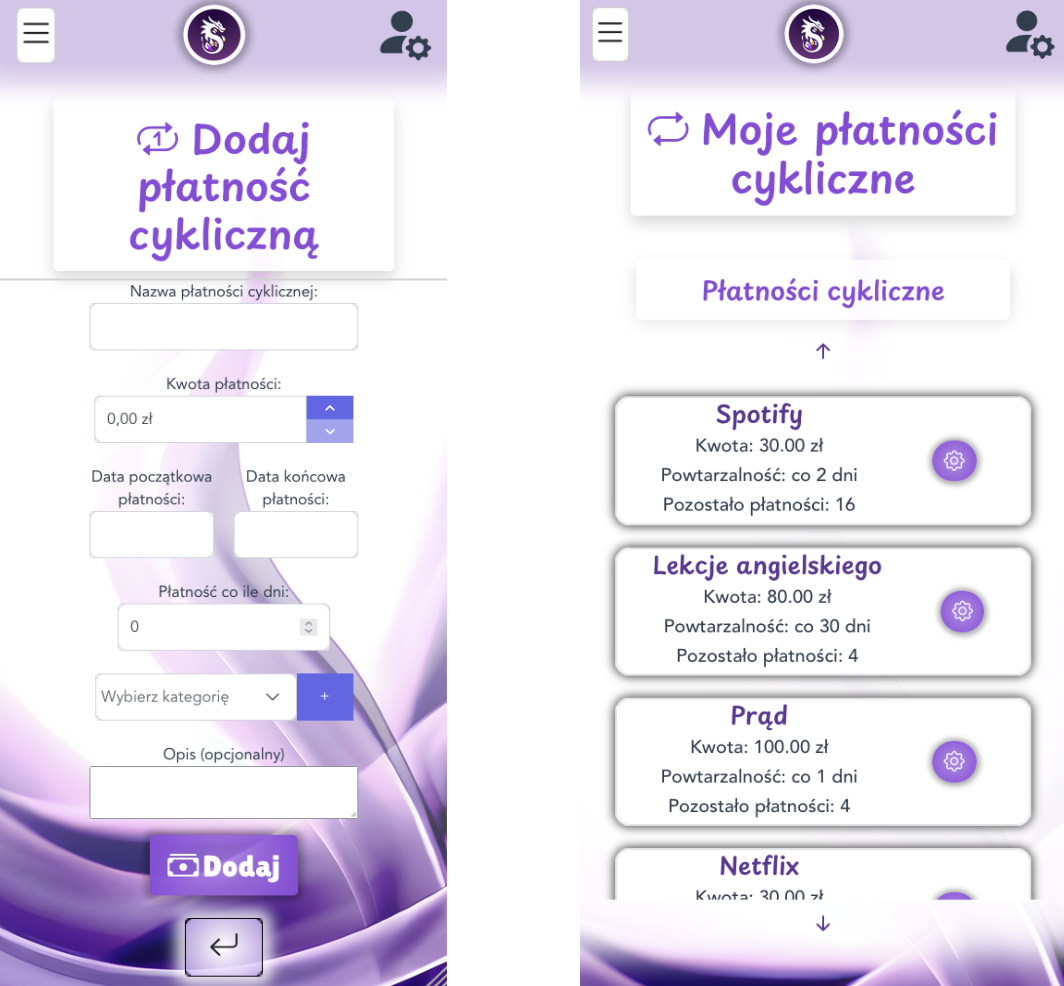 1 Dodaj
płatność
cykliczną
Nazwa płatności cyklicznej:
Kwota płatności:
0,00 zł
Data początkowa
płatności:
Data końcowa
płatności:
Płatność co ile dni:
0
Wybierz kategorię
+
Opis (opcjonalny)
Dodaj
Moje płatności
cykliczne
Płatności cykliczne
Spotify
Kwota: 30.00 zł
Powtarzalność: co 2 dni
Pozostało płatności: 16
Lekcje angielskiego
Kwota: 80.00 zł
Powtarzalność: co 30 dni
Pozostało płatności: 4
Prąd
Kwota: 100.00 zł
Powtarzalność: co 1 dni
Pozostało płatności: 4
Netflix
Kwota: 30.00 zł